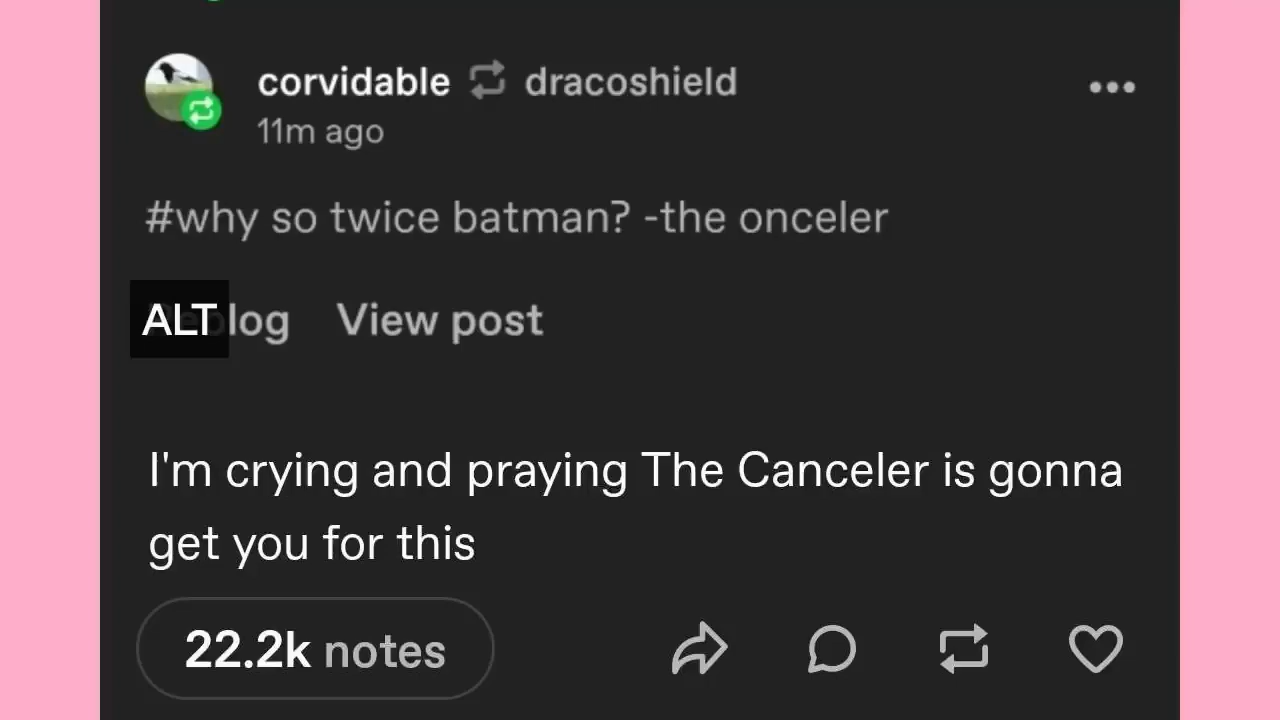 corvidable dracoshield
11m ago
#why so twice batman? -the onceler
ALT log View post
I'm crying and praying The Canceler is gonna
get you for this
22.2k notes